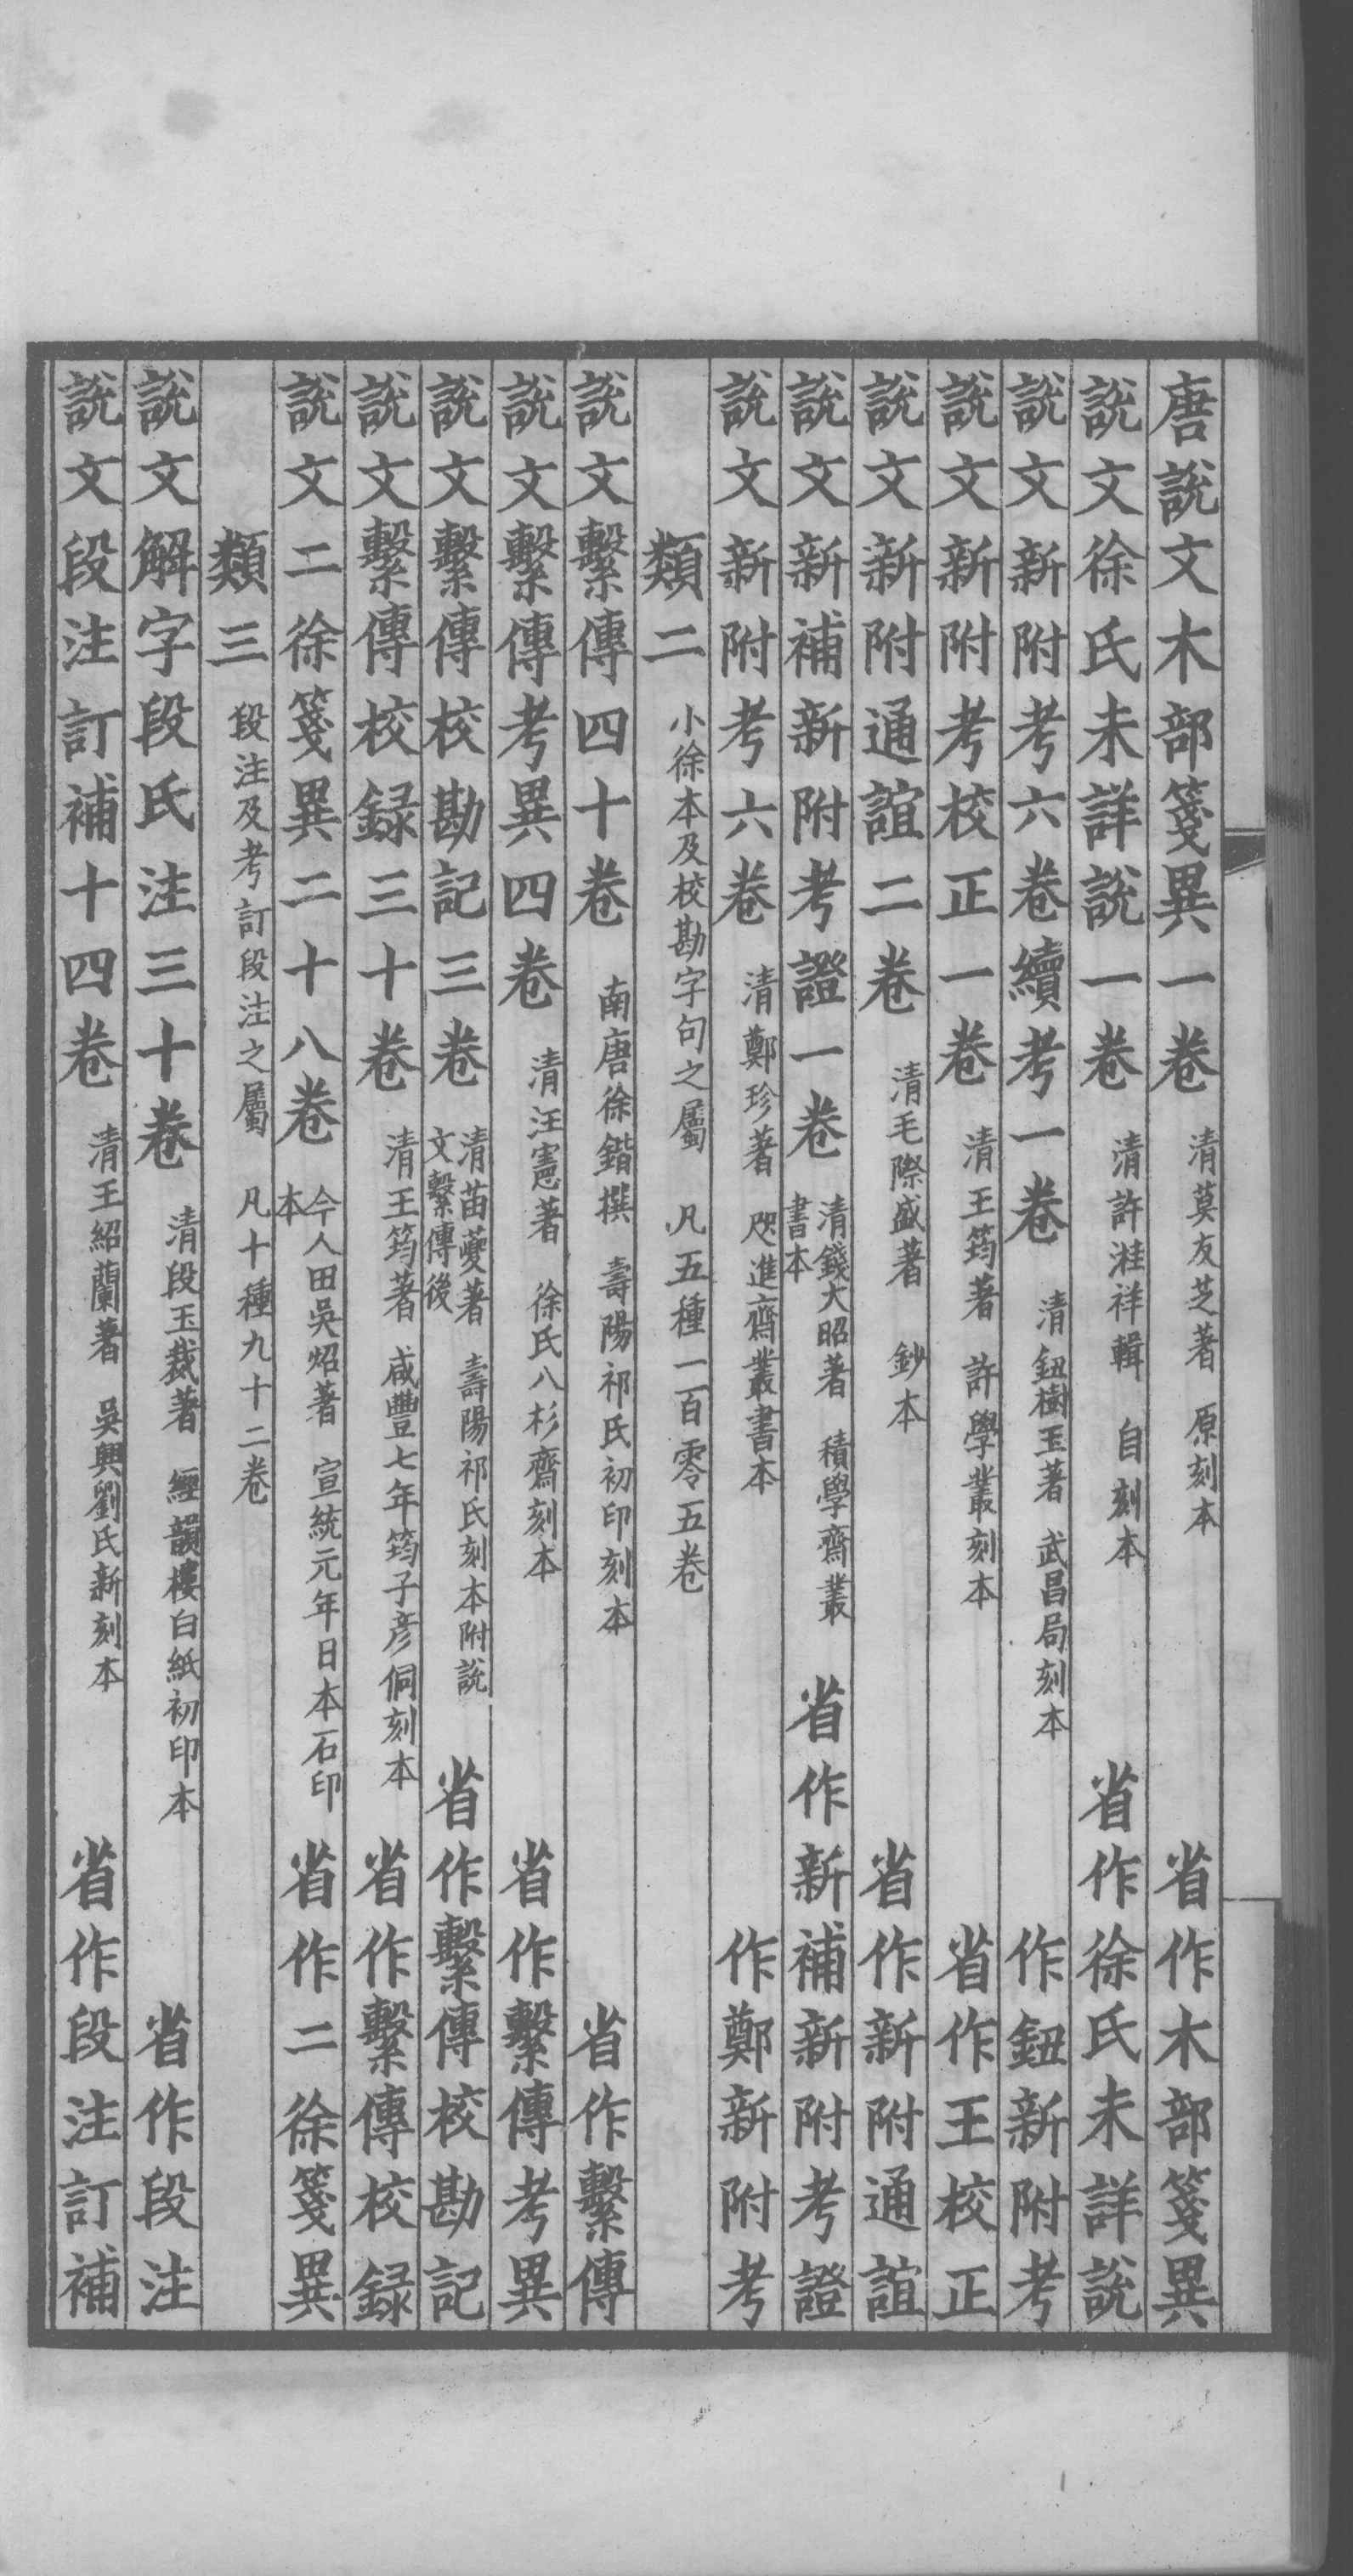 唐說文木部箋異一卷 清莫友芝著 原刻本 省作木部箋異
說文徐氏未詳說一卷 清許溎祥輯 自刻本 省作徐氏未詳說
說文新附考六卷續考一卷 清鈕樹玉著 武昌局刻本 作鈕新附考
說文新附考校正一卷 清王筠著 許學叢刻本 省作王校正
說文新附通誼二卷 清毛際盛著 鈔本 省作新附通誼
說文新補新附考證一卷 清錢大昭著 積學齋叢書本 省作新補新附考證
說文新附考六卷 清鄭珍著 咫進齋叢書本 作鄭新附考
類二 小徐本及校勘字句之屬 凡五種一百零五卷
說文繫傳四十卷 南唐徐鍇撰 壽陽祁氏初印刻本 省作繫傳
說文繫傳考異四卷 清汪憲著 徐氏八杉齋刻本 省作繫傳考異
說文繫傳校勘記三卷 清苗夔著 壽陽祁氏刻本附說文繫傳後 省作繫傳校勘記
說文繫傳校録三十卷 清王筠著 咸豐七年筠子彥侗刻本 省作繫傳校録
說文二徐箋異二十八卷 今人田吳炤著 宣統元年日本石印本 省作二徐箋異
類三 段注及考訂段注之屬 凡十種九十二卷
說文解字段氏注三十卷 清段玉裁著 經韻樓白紙初印本 省作段注
說文段注訂補十四卷 清王紹蘭著 吳興劉氏新刻本 省作段注訂補